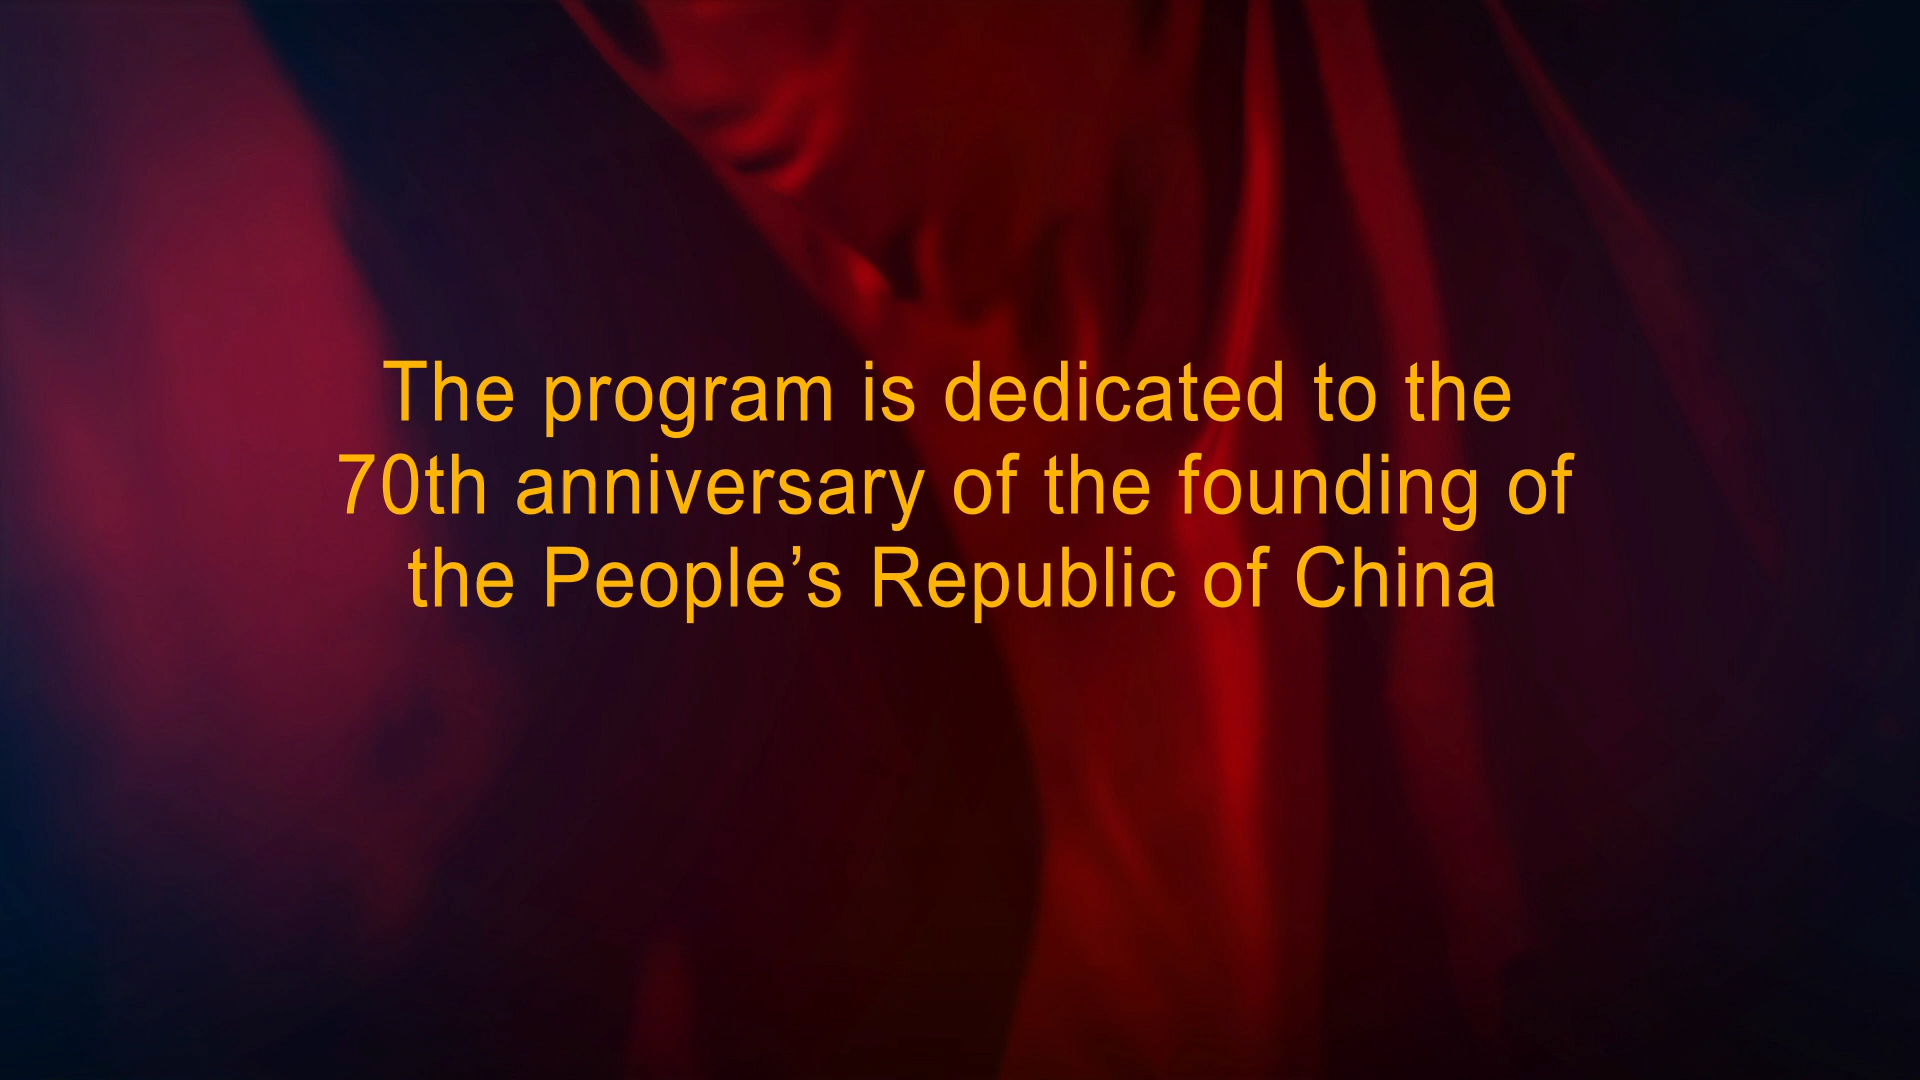 The program is dedicated to the
70th anniversary of the founding of
the People’s Republic of China